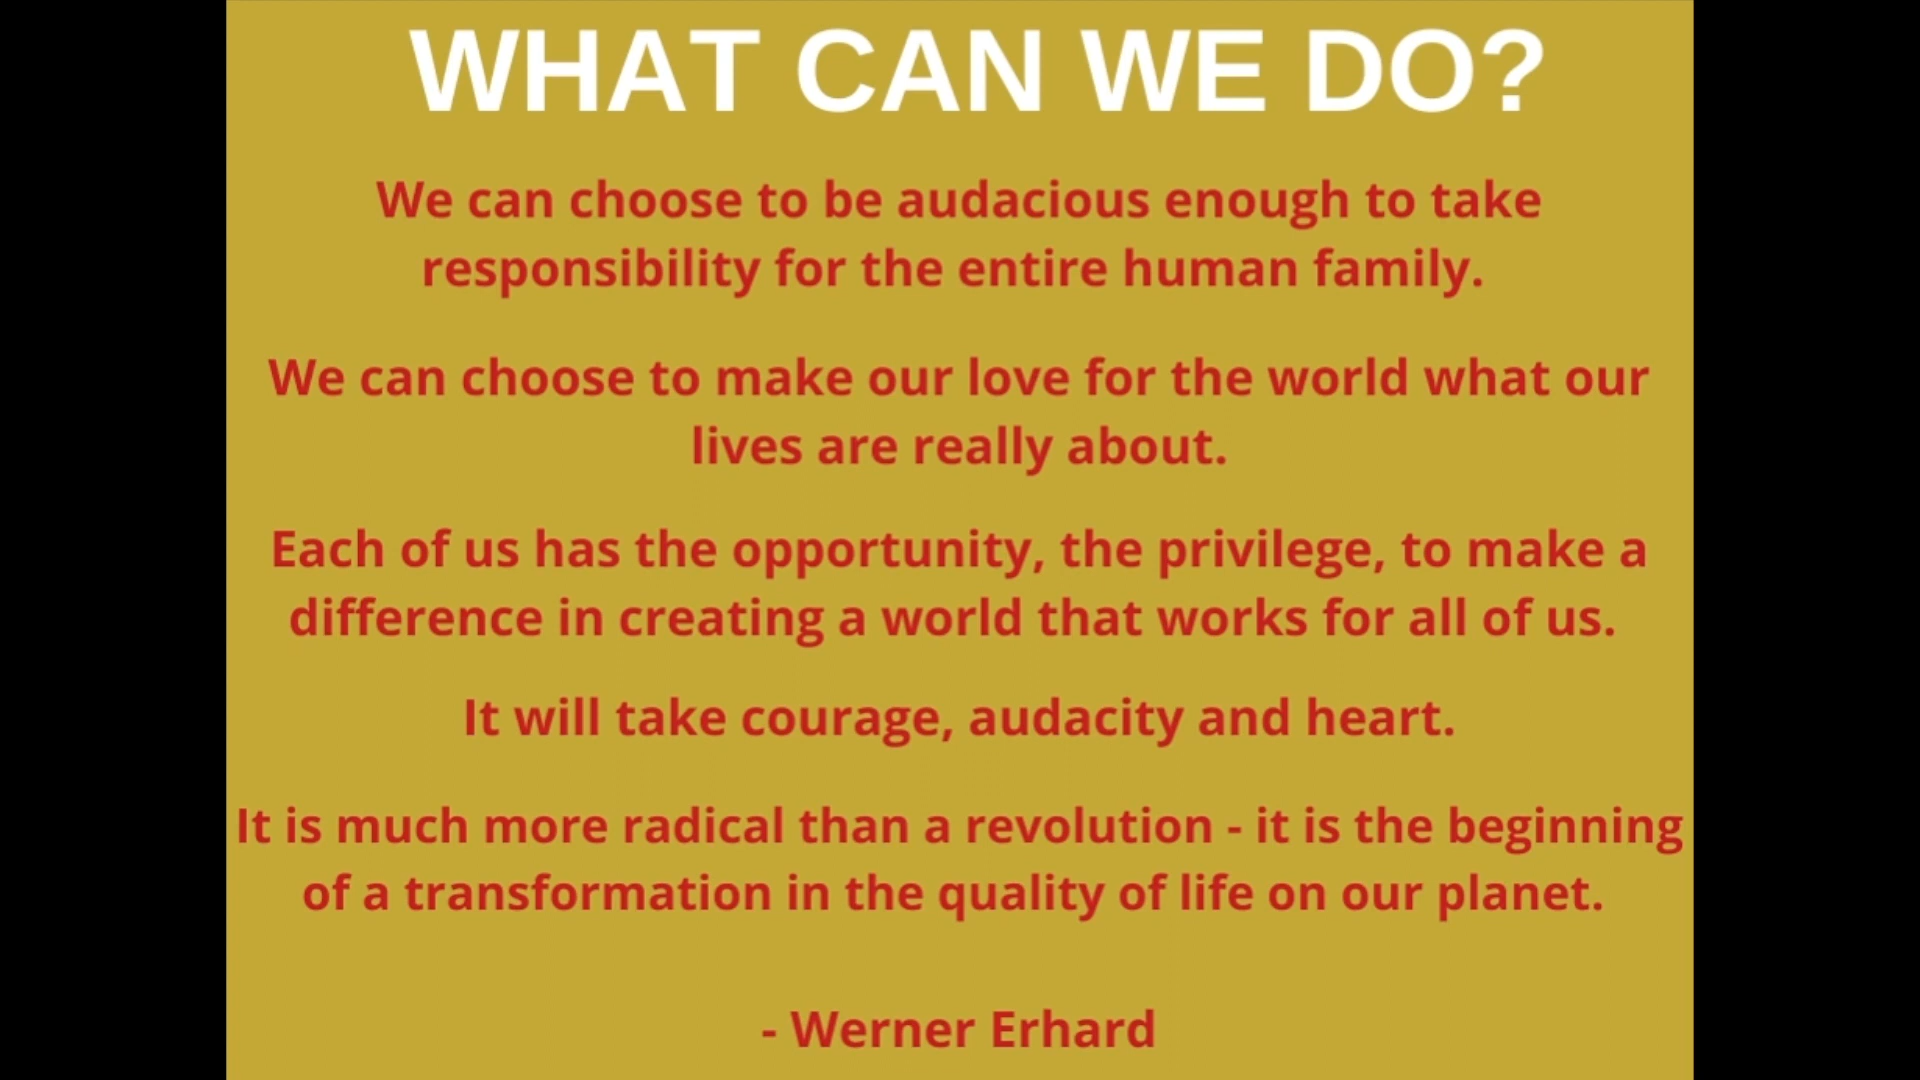 WHAT CAN WE DO?
We can choose to be audacious enough to take
responsibility for the entire human family.
We can choose to make our love for the world what our
lives are really about.
Each of us has the opportunity, the privilege, to make a
difference in creating a world that works for all of us.
It will take courage, audacity and heart.
It is much more radical than a revolution - it is the beginning
of a transformation in the quality of life on our planet.
- Werner Erhard